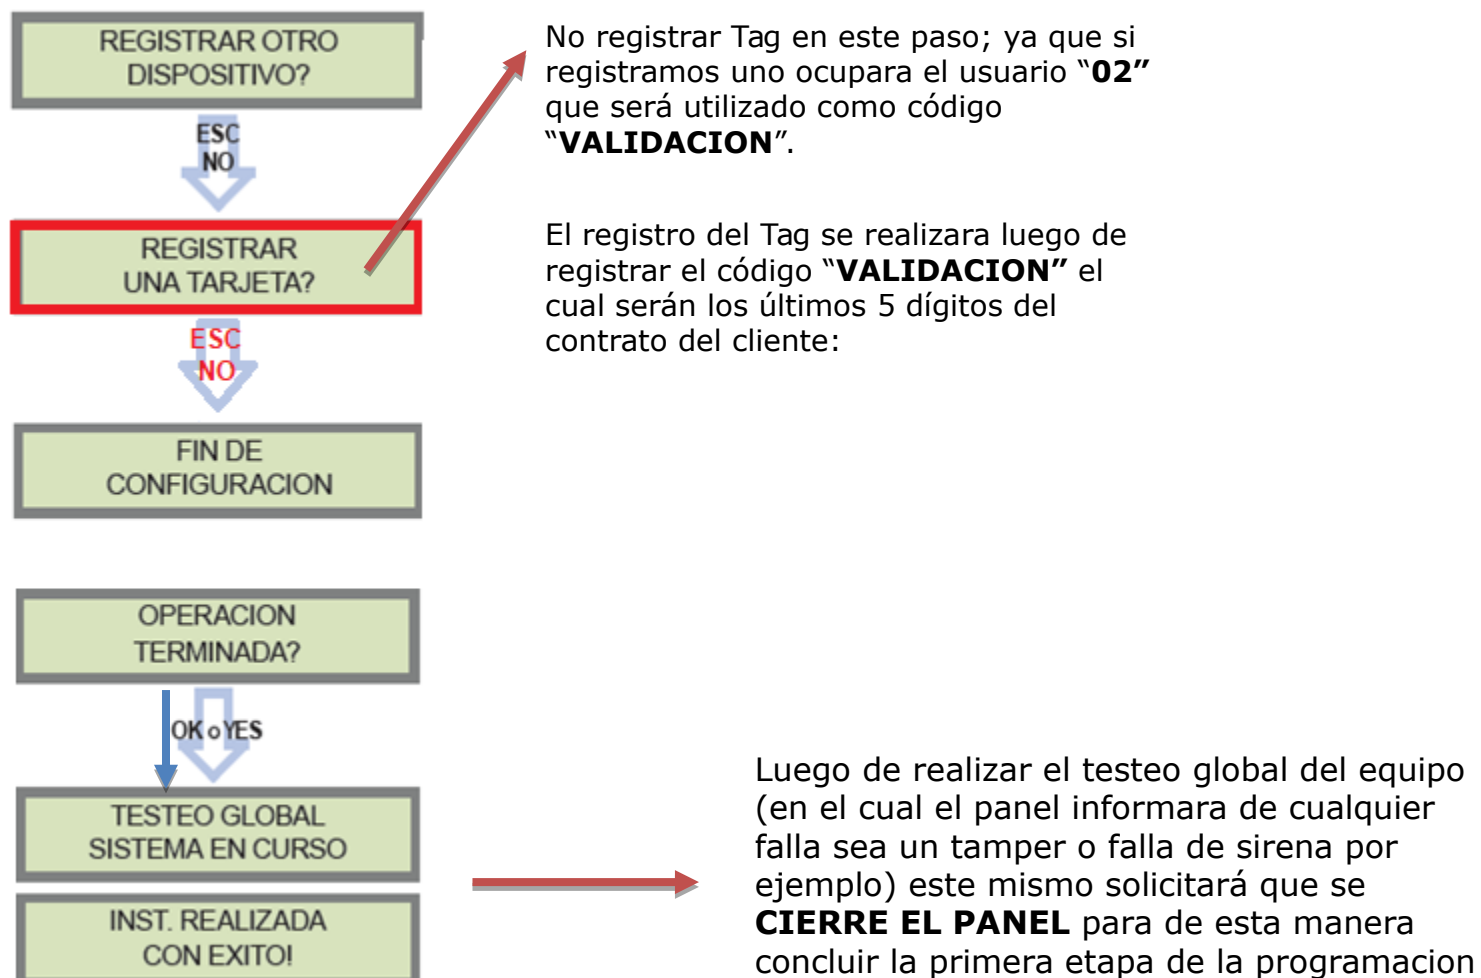 REGISTRAR OTRO
DISPOSITIVO?
ESC
NO
REGISTRAR
UNA TARJETA?
ESC
NO
FIN DE
CONFIGURACION
No registrar Tag en este paso; ya que si
registramos uno ocupara el usuario “02”
que será utilizado como código
“VALIDACION”.
El registro del Tag se realizara luego de
registrar el código “VALIDACION” el
cual serán los últimos 5 dígitos del
contrato del cliente:
OPERACION
TERMINADA?
OK o YES
TESTEO GLOBAL
SISTEMA EN CURSO
INST. REALIZADA
CON EXITO!
Luego de realizar el testeo global del equipo
(en el cual el panel informara de cualquier
falla sea un tamper o falla de sirena por
ejemplo) este mismo solicitará que se
CIERRE EL PANEL para de esta manera
concluir la primera etapa de la programacion